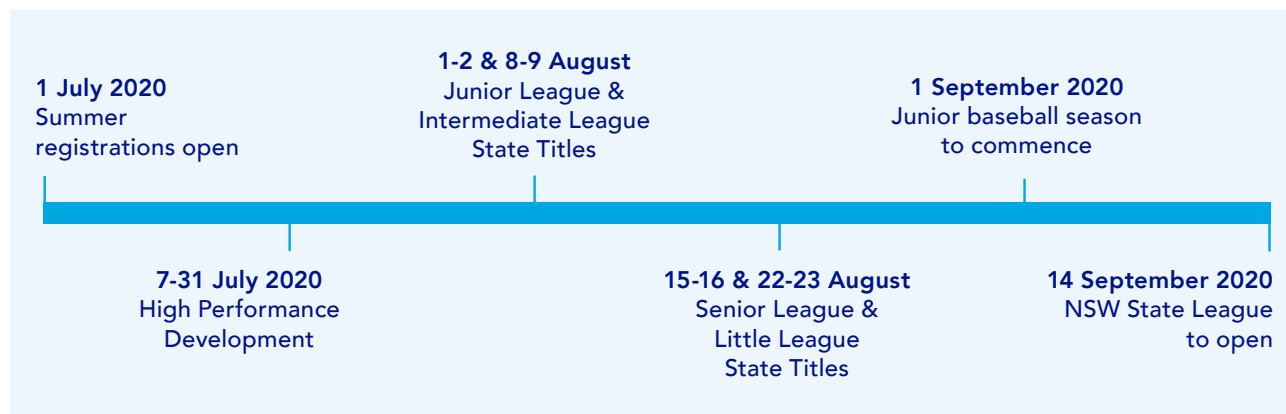 1 July 2020
Summer
registrations open
7-31 July 2020
High Performance
Development
1-2 & 8-9 August
Junior League &
Intermediate League
State Titles
15-16 & 22-23 August
Senior League &
Little League
State Titles
1 September 2020
Junior baseball season
to commence
14 September 2020
NSW State League
to open